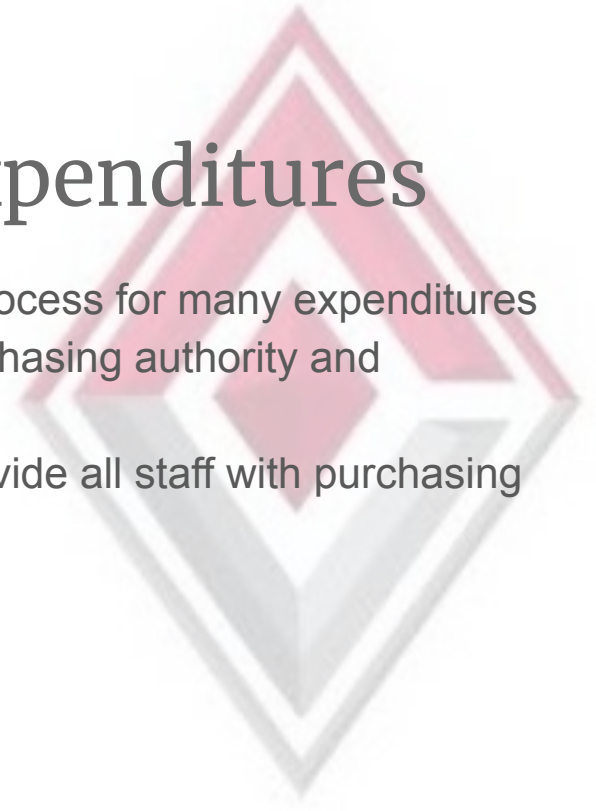 penditures
ocess for many expenditures
hasing authority and
vide all staff with purchasing